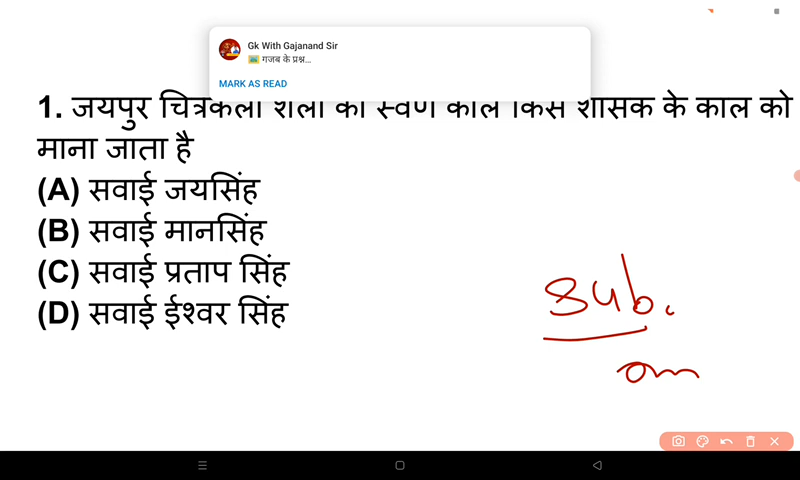 Gk With Gajanand Sir
गजब के प्रश्न...
MARK AS READ
1. जयपुर चित्रकला शैली का स्वर्ण काल किस शासक के काल को
माना जाता है
(A) सवाई जयसिंह
(B) सवाई मानसिंह
(C) सवाई प्रताप सिंह
(D) सवाई ईश्वर सिंह
sub.